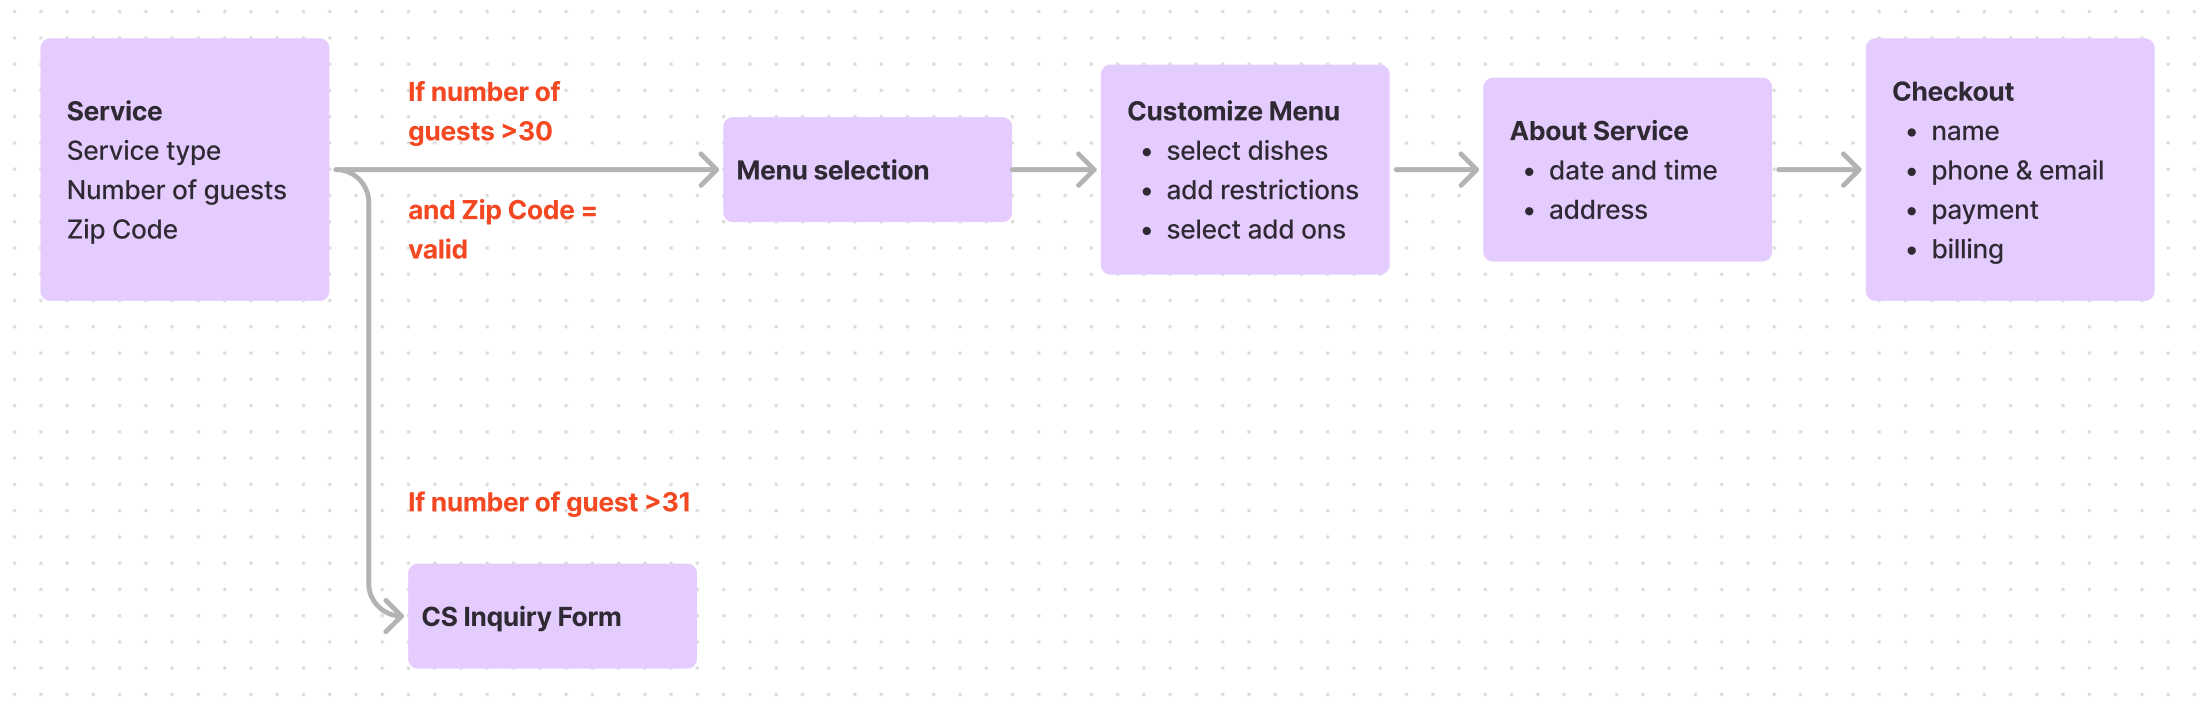 Service
Service type
Number of guests
Zip Code
If number of
guests >30
and Zip Code =
valid
Menu selection
Customize Menu
• select dishes
• add restrictions
• select add ons
About Service
• date and time
• address
Checkout
• name
• phone & email
• payment
• billing
If number of guest >31
CS Inquiry Form